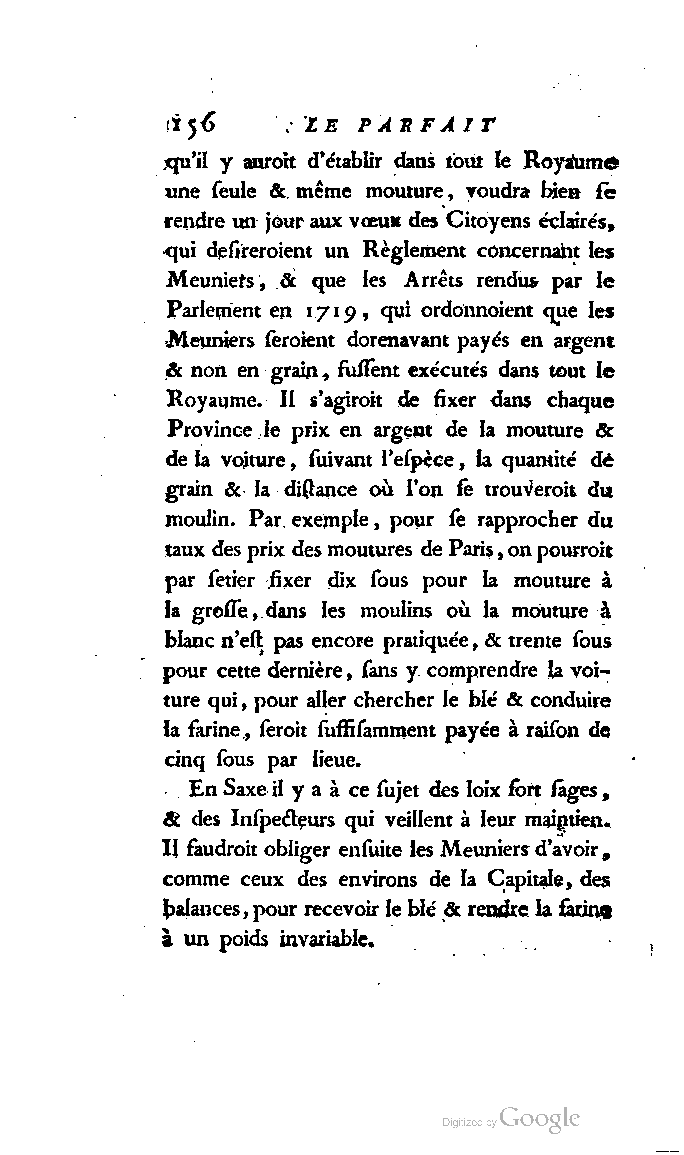 156 LE PARFAIT
qu'il y auroit d'établir dans tout le Royaume
une ſeule & même mouture, voudra bien ſe
rendre un jour aux vœux des Citoyens éclairés,
qui deſireroient un Règlement concernant les
Meuniers, & que les Arrêts rendus par le
Parlement en 1719, qui ordonnoient que les
Meuniers ſeroient dorenavant payés en argent
& non en grain, fuſſent exécutés dans tout le
Royaume. Il s'agiroit de fixer dans chaque
Province le prix en argent de la mouture &
de la voiture, ſuivant l'eſpèce, la quantité de
grain & la diſtance où l'on ſe trouveroit du
moulin. Par exemple, pour ſe rapprocher du
taux des prix des moutures de Paris, on pourroit
par ſetier fixer dix ſous pour la mouture à
la groſſe, dans les moulins où la mouture à
blanc n'eſt pas encore pratiquée, & trente ſous
pour cette dernière, ſans y comprendre la voi-
ture qui, pour aller chercher le blé & conduire
la farine, ſeroit ſuffiſamment payée à raiſon de
cinq ſous par lieue.
En Saxe il y a à ce ſujet des loix fort ſages,
& des Inſpecteurs qui veillent à leur maintien.
Il faudroit obliger enſuite les Meuniers d'avoir,
comme ceux des environs de la Capitale, des
balances, pour recevoir le blé & rendre la farine
à un poids invariable.
Digitized by Google